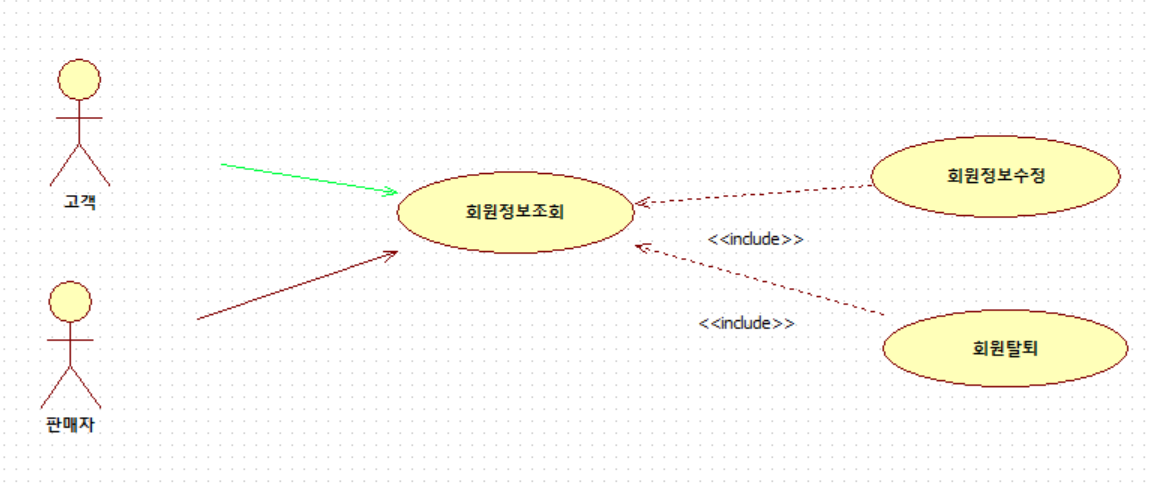 고객
회원정보조회
회원정보수정
<<include>>
<<include>>
회원탈퇴
판매자